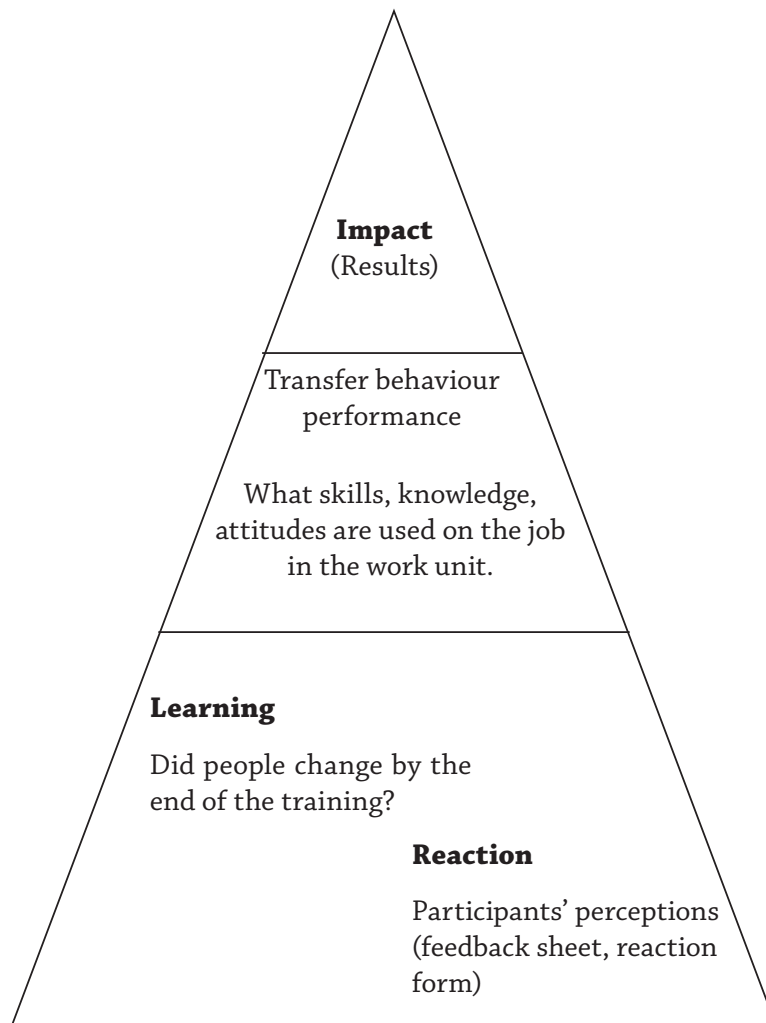 Impact
(Results)
Transfer behaviour
performance
What skills, knowledge,
attitudes are used on the job
in the work unit.
Learning
Did people change by the
end of the training?
Reaction
Participants’ perceptions
(feedback sheet, reaction
form)